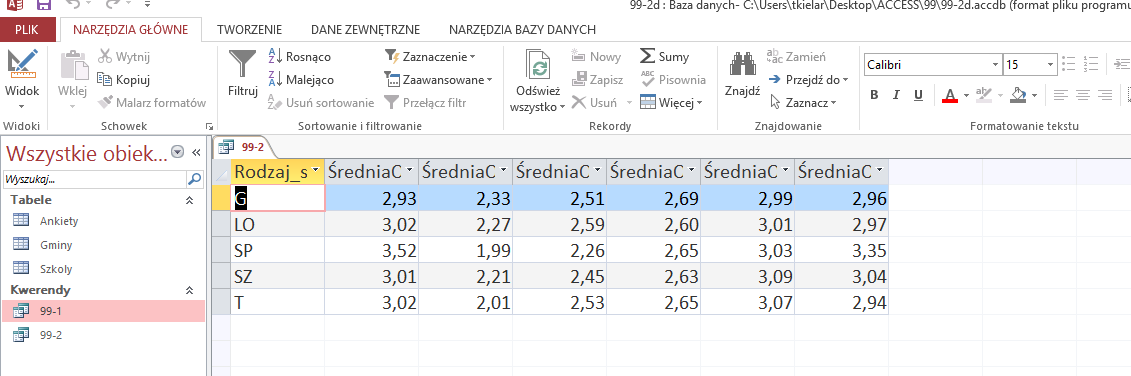 99-2d : Baza danych- C:\Users\tkielar\Desktop\ACCESS\99\99-2d.accdb (format pliku programu
PLIK NARZĘDZIA GŁÓWNE TWORZENIE DANE ZEWNĘTRZNE NARZĘDZIA BAZY DANYCH
Widok
Widoki
Wklej
Wytnij
Kopiuj
Malarz formatów
Schowek
Filtruj
Rosnąco
Malejąco
Usuń sortowanie
Zaznaczenie
Zaawansowane
Przełącz filtr
Sortowanie i filtrowanie
Odśwież
wszystko
Nowy
Zapisz
Usuń
Sumy
Pisownia
Więcej
Rekordy
Znajdź
Zamień
Przejdź do
Zaznacz
Znajdowanie
Calibri 15
B I U A
Formatowanie tekstu
Wszystkie obiek...
Wyszukaj...
Tabele
Ankiety
Gminy
Szkoly
Kwerendy
99-1
99-2
99-2
Rodzaj_s ŚredniaC ŚredniaC ŚredniaC ŚredniaC ŚredniaC ŚredniaC
G 2,93 2,33 2,51 2,69 2,99 2,96
LO 3,02 2,27 2,59 2,60 3,01 2,97
SP 3,52 1,99 2,26 2,65 3,03 3,35
SZ 3,01 2,21 2,45 2,63 3,09 3,04
T 3,02 2,01 2,53 2,65 3,07 2,94